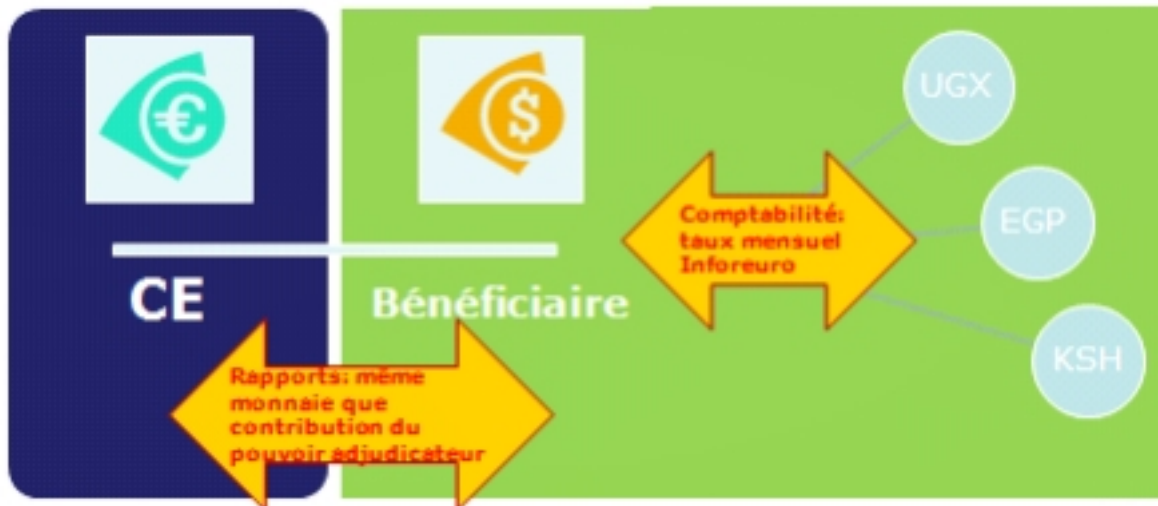 €
$
UGX
EGP
KSH
Comptabilité:
taux mensuel
Inforeuro
CE
Bénéficiaire
Rapports: même
monnaie que
contribution du
pouvoir adjudicateur